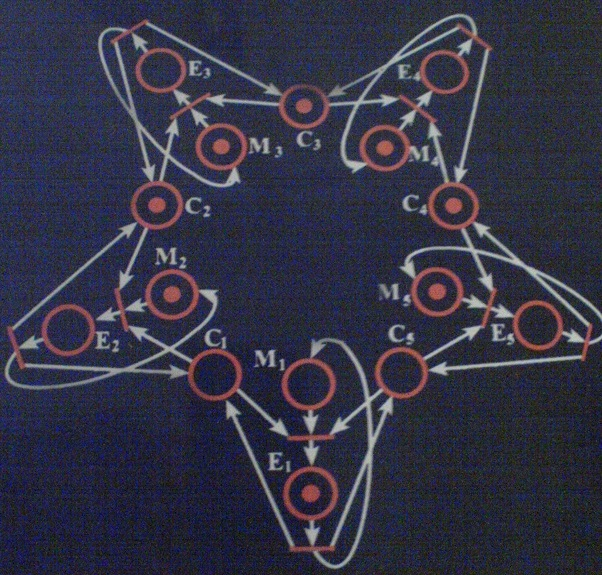 E₃
E₄
C₃
M₃
M₄
C₂
C₄
M₂
M₅
E₂
C₁
M₁
C₅
E₅
E₁